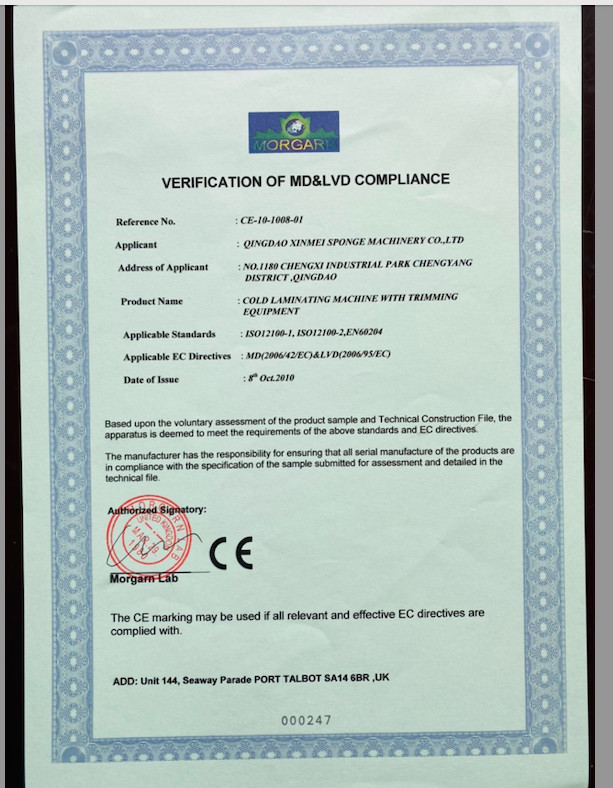 MORGARN
VERIFICATION OF MD&LVD COMPLIANCE
Reference No. : CE-10-1008-01
Applicant : QINGDAO XINMEI SPONGE MACHINERY CO.,LTD
Address of Applicant : NO.1180 CHENGXI INDUSTRIAL PARK CHENGYANG
DISTRICT ,QINGDAO
Product Name : COLD LAMINATING MACHINE WITH TRIMMING
EQUIPMENT
Applicable Standards : ISO12100-1, ISO12100-2,EN60204
Applicable EC Directives : MD(2006/42/EC)&LVD(2006/95/EC)
Date of Issue : 8th Oct.2010
Based upon the voluntary assessment of the product sample and Technical Construction File, the
apparatus is deemed to meet the requirements of the above standards and EC directives.
The manufacturer has the responsibility for ensuring that all serial manufacture of the products are
in compliance with the specification of the sample submitted for assessment and detailed in the
technical file.
Authorized Signatory:
MORGARN LAB
UNITED KINGDOM
CE
Morgarn Lab
The CE marking may be used if all relevant and effective EC directives are
complied with.
ADD: Unit 144, Seaway Parade PORT TALBOT SA14 6BR ,UK
000247